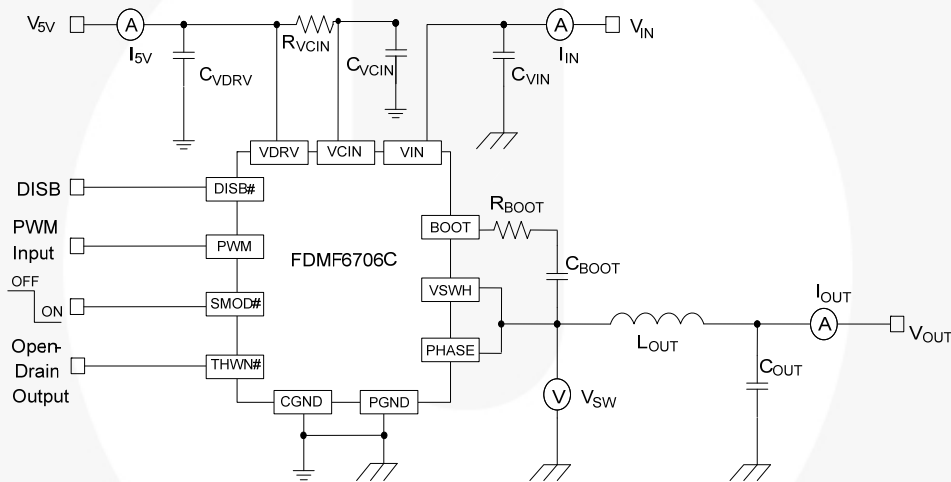 V5V
A
I5V
CVDRV
RVCIN
CVCIN
CVIN
A
IIN
VIN
VDRV
VCIN
VIN
DISB
DISB#
PWM
Input
PWM
OFF
ON
SMOD#
Open-
Drain
Output
THWN#
FDMF6706C
BOOT
RBOOT
CBOOT
VSWH
PHASE
CGND
PGND
V
VSW
LOUT
COUT
IOUT
A
VOUT